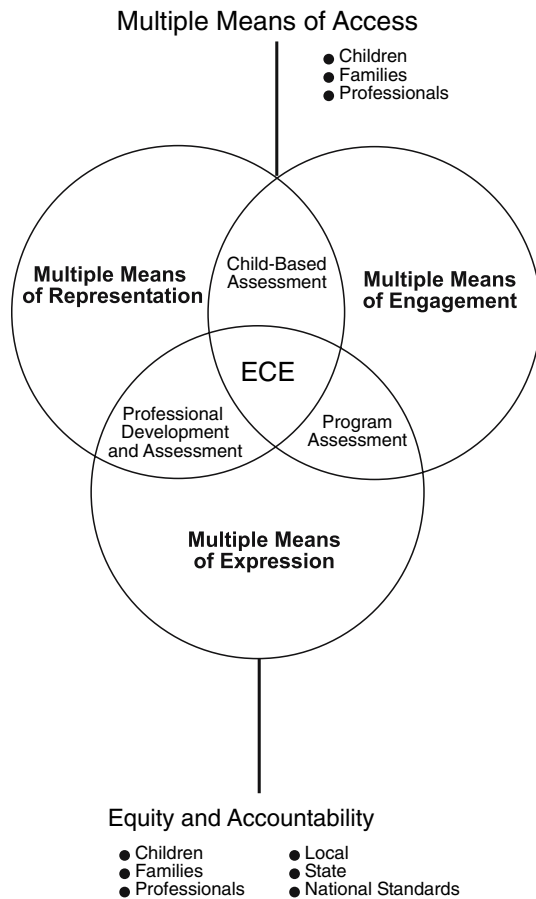 Multiple Means of Access
● Children
● Families
● Professionals
Multiple Means
of Representation
Child-Based
Assessment
Multiple Means
of Engagement
ECE
Professional
Development
and Assessment
Program
Assessment
Multiple Means
of Expression
Equity and Accountability
● Children
● Families
● Professionals
● Local
● State
● National Standards